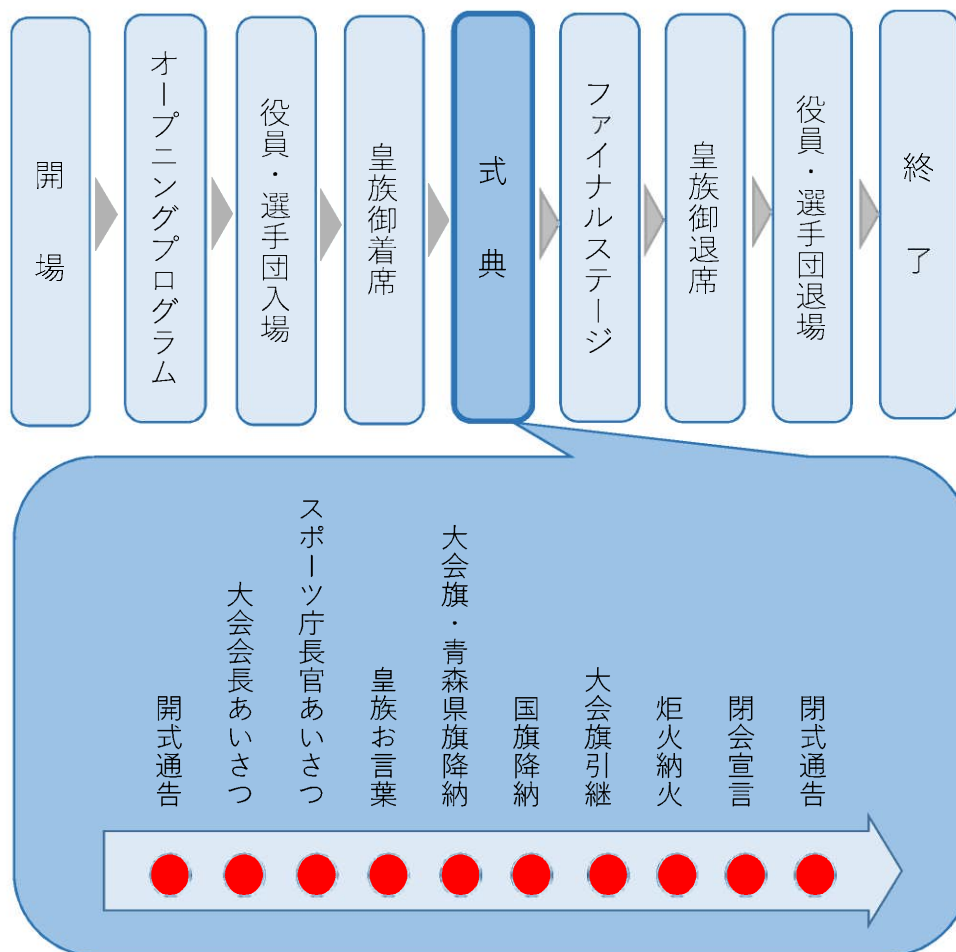 開場
オープニングプログラム
役員・選手団入場
皇族御着席
式典
ファイナルステージ
皇族御退席
役員・選手団退場
終了
開式通告
大会会長あいさつ
スポーツ庁長官あいさつ
皇族お言葉
大会旗・青森県旗降納
国旗降納
大会旗引継
炬火納火
閉会宣言
閉式通告